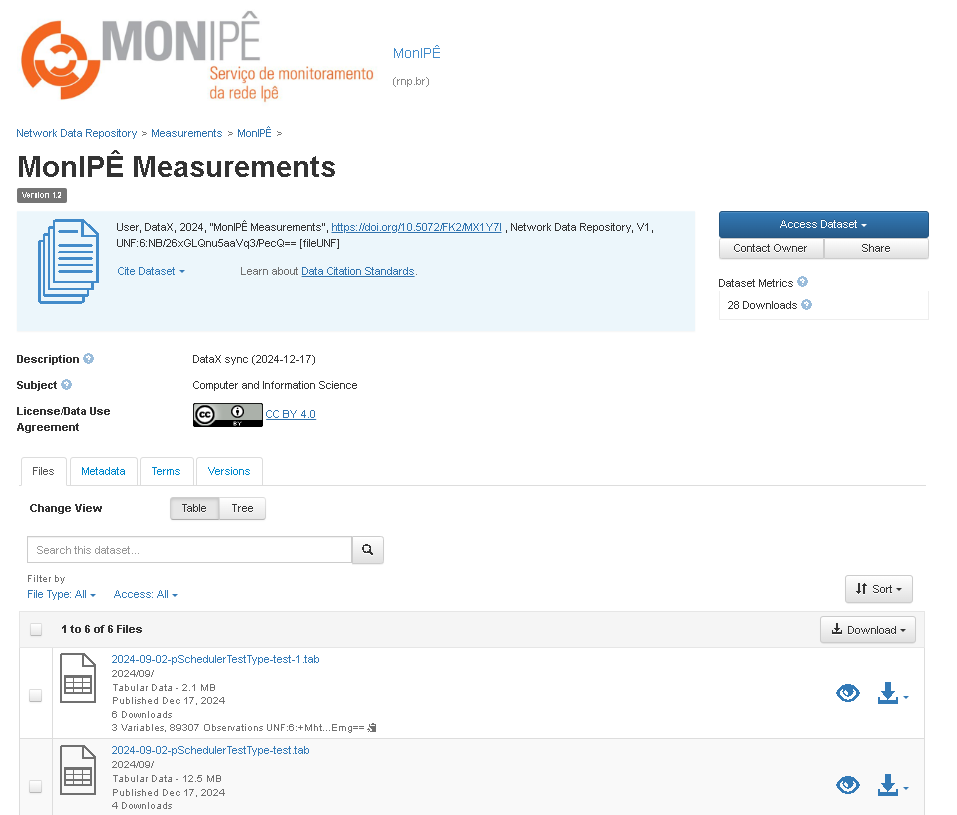 MONIPÊ
Serviço de monitoramento
da rede Ipê
MonIPÊ
(rnp.br)
Network Data Repository > Measurements > MonIPÊ >
MonIPÊ Measurements
Version 1.2
User, DataX, 2024, "MonIPÊ Measurements", https://doi.org/10.5072/FK2/MX1Y7I , Network Data Repository, V1,
UNF:6:NB/26xGLQnu5aaVq3/PecQ== [fileUNF]
Cite Dataset
Learn about Data Citation Standards.
Access Dataset
Contact Owner
Share
Dataset Metrics
28 Downloads
Description
DataX sync (2024-12-17)
Subject
Computer and Information Science
License/Data Use
Agreement
cc
BY
CC BY 4.0
Files
Metadata
Terms
Versions
Change View
Table
Tree
Search this dataset...
Filter by
File Type: All
Access: All
Sort
1 to 6 of 6 Files
Download
2024-09-02-pSchedulerTestType-test-1.tab
2024/09/
Tabular Data - 2.1 MB
Published Dec 17, 2024
6 Downloads
3 Variables, 89307 Observations UNF:6:+Mht...Emg==
2024-09-02-pSchedulerTestType-test.tab
2024/09/
Tabular Data - 12.5 MB
Published Dec 17, 2024
4 Downloads